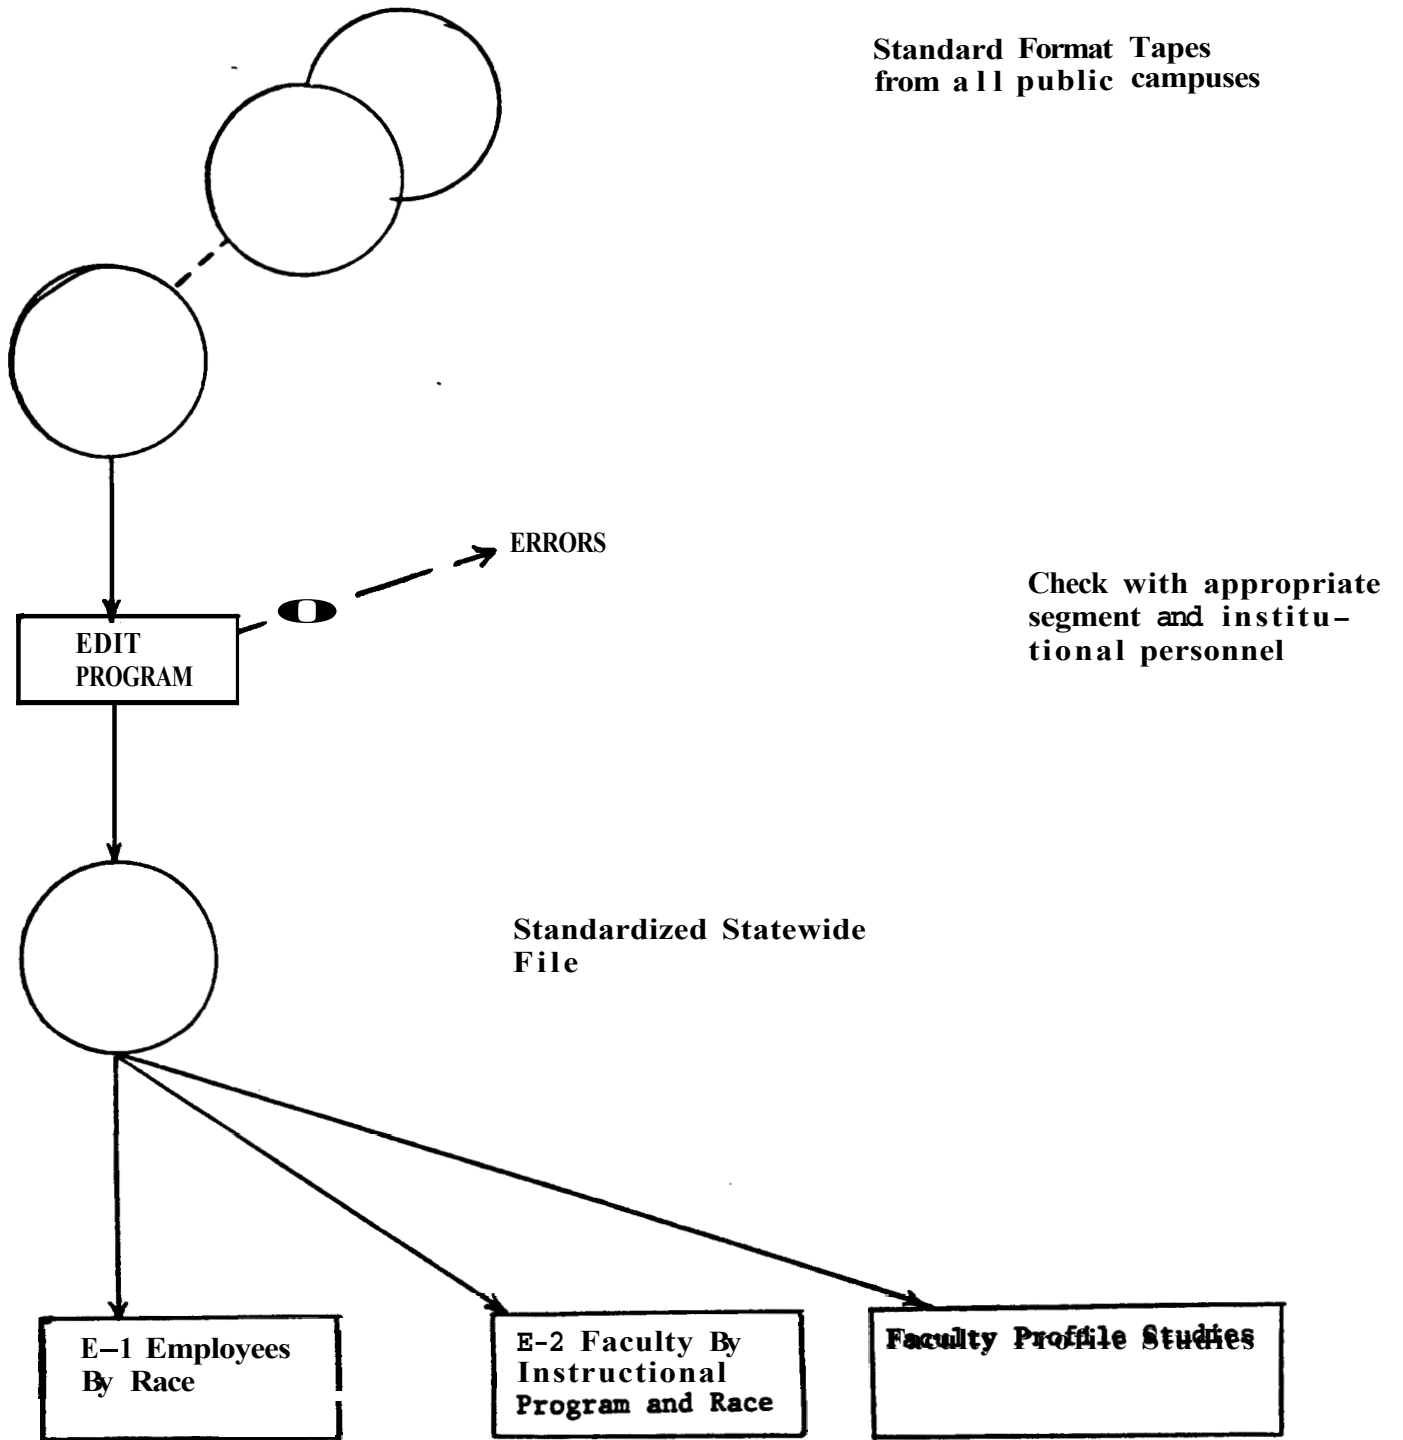 Standard Format Tapes
from all public campuses
ERRORS
Check with appropriate
segment and institu-
tional personnel
EDIT
PROGRAM
Standardized Statewide
File
E-1 Employees
By Race
E-2 Faculty By
Instructional
Program and Race
Faculty Profile Studies